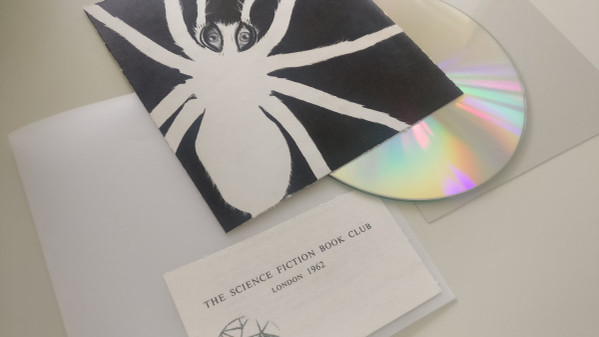 THE SCIENCE FICTION BOOK CLUB
LONDON 1962